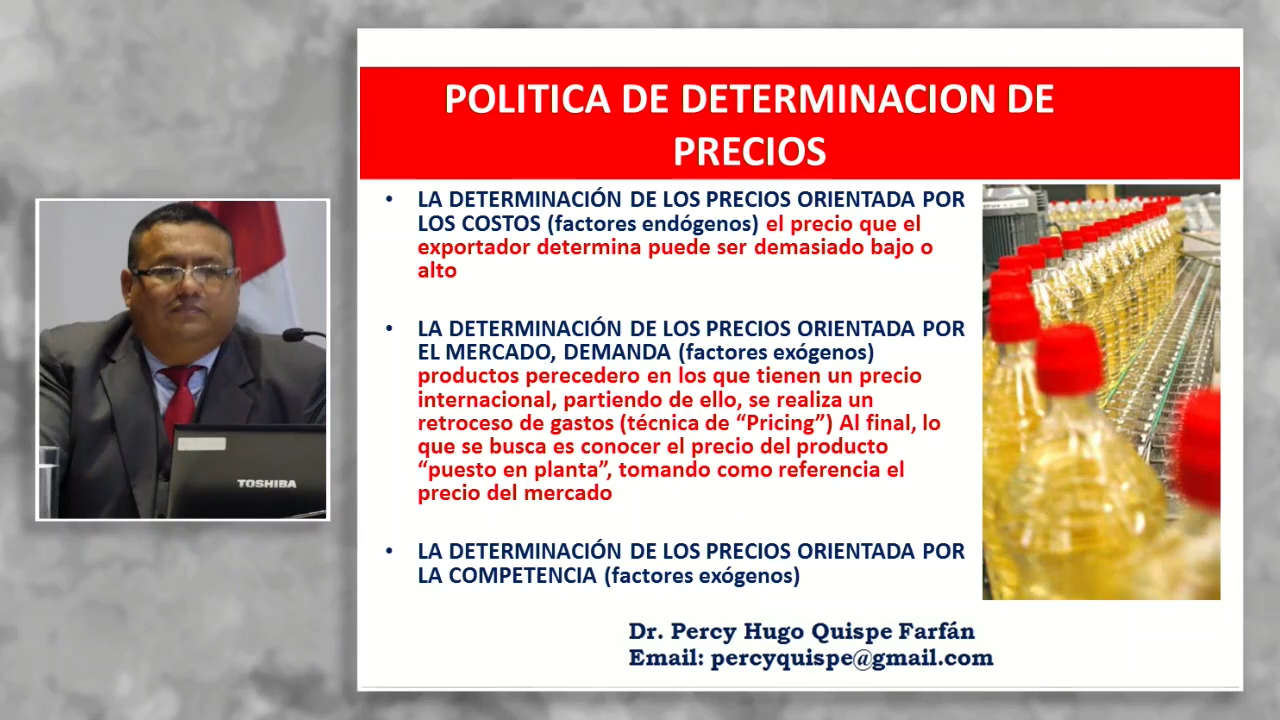 POLITICA DE DETERMINACION DE
PRECIOS
• LA DETERMINACIÓN DE LOS PRECIOS ORIENTADA POR
LOS COSTOS (factores endógenos) el precio que el
exportador determina puede ser demasiado bajo o
alto
• LA DETERMINACIÓN DE LOS PRECIOS ORIENTADA POR
EL MERCADO, DEMANDA (factores exógenos)
productos perecedero en los que tienen un precio
internacional, partiendo de ello, se realiza un
retroceso de gastos (técnica de “Pricing”) Al final, lo
que se busca es conocer el precio del producto
“puesto en planta”, tomando como referencia el
precio del mercado
• LA DETERMINACIÓN DE LOS PRECIOS ORIENTADA POR
LA COMPETENCIA (factores exógenos)
Dr. Percy Hugo Quispe Farfán
Email: percyquispe@gmail.com
TOSHIBA